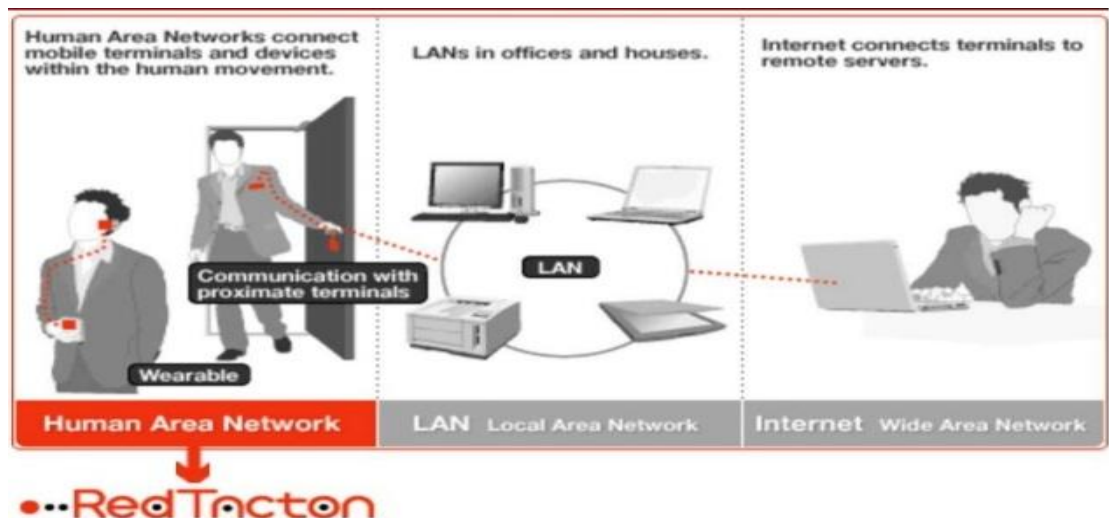 Human Area Networks connect
mobile terminals and devices
within the human movement.
LANs in offices and houses.
Internet connects terminals to
remote servers.
Communication with
proximate terminals
Wearable
LAN
Human Area Network
LAN Local Area Network
Internet Wide Area Network
RedTacton